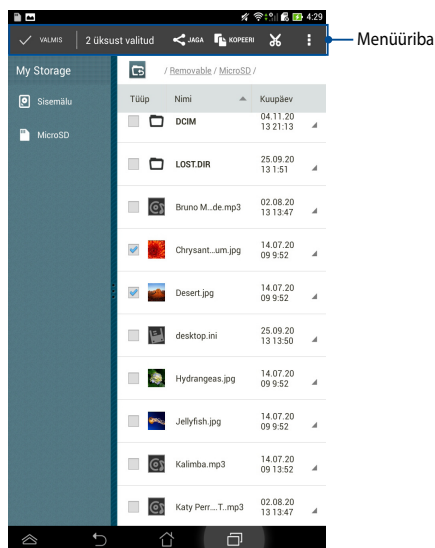 4:29
VALMIS 2 üksust valitud JAGA KOPEERI Menüüriba
My Storage / Removable / MicroSD /
Sisemälu
MicroSD
Tüüp Nimi Kuupäev
DCIM 04.11.20
13 21:13
LOST.DIR 25.09.20
13 1:51
Bruno M..de.mp3 02.08.20
13 13:47
Chrysant...um.jpg 14.07.20
09 9:52
Desert.jpg 14.07.20
09 9:52
desktop.ini 25.09.20
13 13:50
Hydrangeas.jpg 14.07.20
09 9:52
Jellyfish.jpg 14.07.20
09 9:52
Kalimba.mp3 14.07.20
09 13:52
Katy Perr....T..mp3 02.08.20
13 13:47